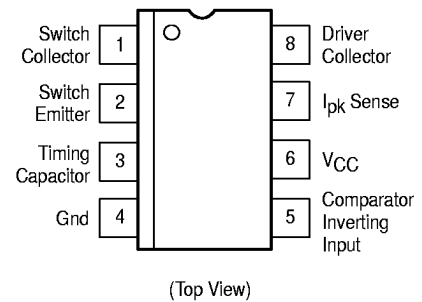 Switch
Collector
1
8
Driver
Collector
Switch
Emitter
2
7
Ipk Sense
Timing
Capacitor
3
6
VCC
Gnd
4
5
Comparator
Inverting
Input
(Top View)